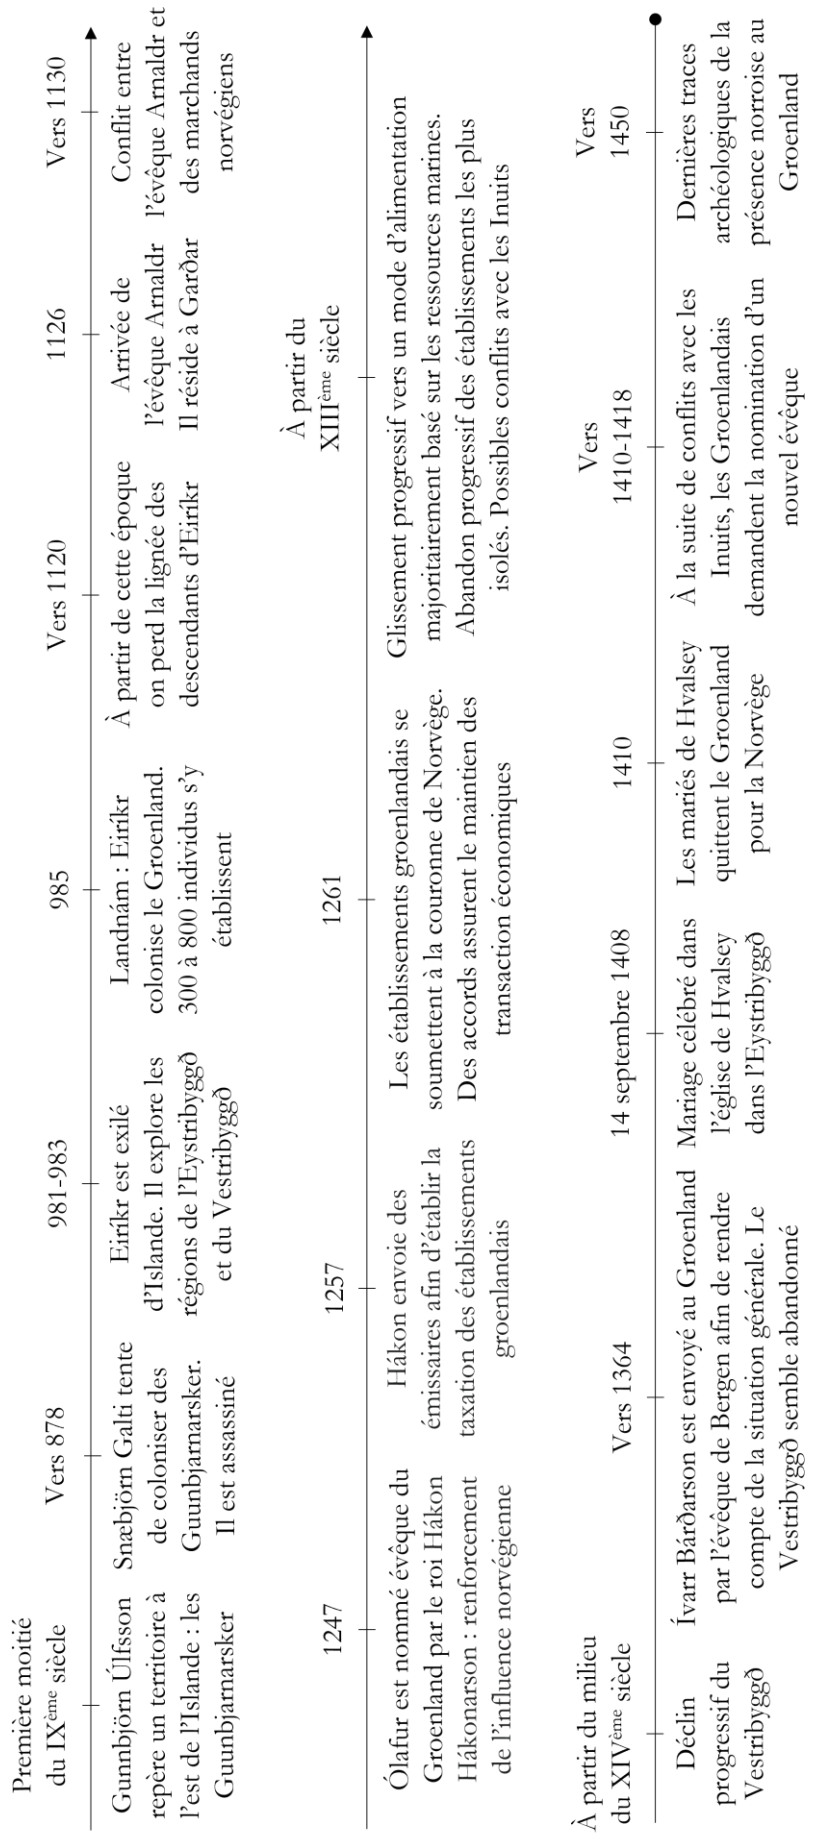 Première moitié
du IXème siècle
Gunnbjörn Úlfsson
repère un territoire à
l'est de l'Islande : les
Guunbjarnarsker
Vers 878
Snæbjörn Galti tente
de coloniser des
Guunbjarnarsker.
Il est assassiné
981-983
Eiríkr est exilé
d'Islande. Il explore les
régions de l'Eystribyggð
et du Vestribyggð
985
Landnám : Eiríkr
colonise le Groenland.
300 à 800 individus s'y
établissent
Vers 1120
À partir de cette époque
on perd la lignée des
descendants d'Eiríkr
1126
Arrivée de
l'évêque Arnaldr
Il réside à Garðar
Vers 1130
Conflit entre
l'évêque Arnaldr et
des marchands
norvégiens
1247
Ólafur est nommé évêque du
Groenland par le roi Hákon
Hákonarson : renforcement
de l'influence norvégienne
1257
Hákon envoie des
émissaires afin d'établir la
taxation des établissements
groenlandais
1261
Les établissements groenlandais se
soumettent à la couronne de Norvège.
Des accords assurent le maintien des
transaction économiques
À partir du
XIIIème siècle
Glissement progressif vers un mode d'alimentation
majoritairement basé sur les ressources marines.
Abandon progressif des établissements les plus
isolés. Possibles conflits avec les Inuits
À partir du milieu
du XIVème siècle
Déclin
progressif du
Vestribyggð
Vers 1364
Ívarr Bárðarson est envoyé au Groenland
par l'évêque de Bergen afin de rendre
compte de la situation générale. Le
Vestribyggð semble abandonné
14 septembre 1408
Mariage célébré dans
l'église de Hvalsey
dans l'Eystribyggð
1410
Les mariés de Hvalsey
quittent le Groenland
pour la Norvège
Vers
1410-1418
À la suite de conflits avec les
Inuits, les Groenlandais
demandent la nomination d'un
nouvel évêque
Vers
1450
Dernières traces
archéologiques de la
présence norroise au
Groenland